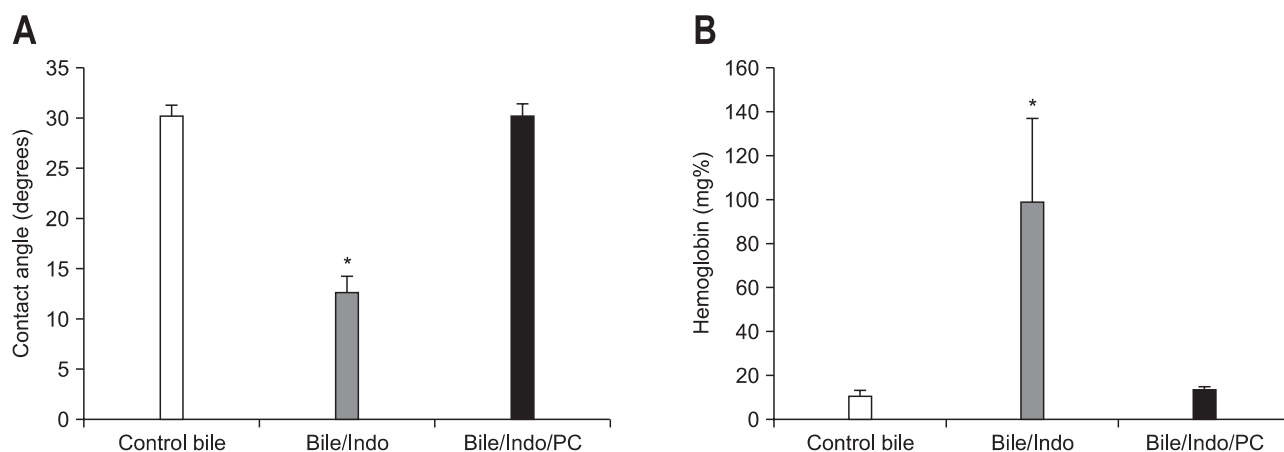 A
35
30
25
20
15
10
5
0
Contact angle (degrees)
*
Control bile
Bile/Indo
Bile/Indo/PC
B
160
140
120
100
80
60
40
20
0
Hemoglobin (mg%)
*
Control bile
Bile/Indo
Bile/Indo/PC